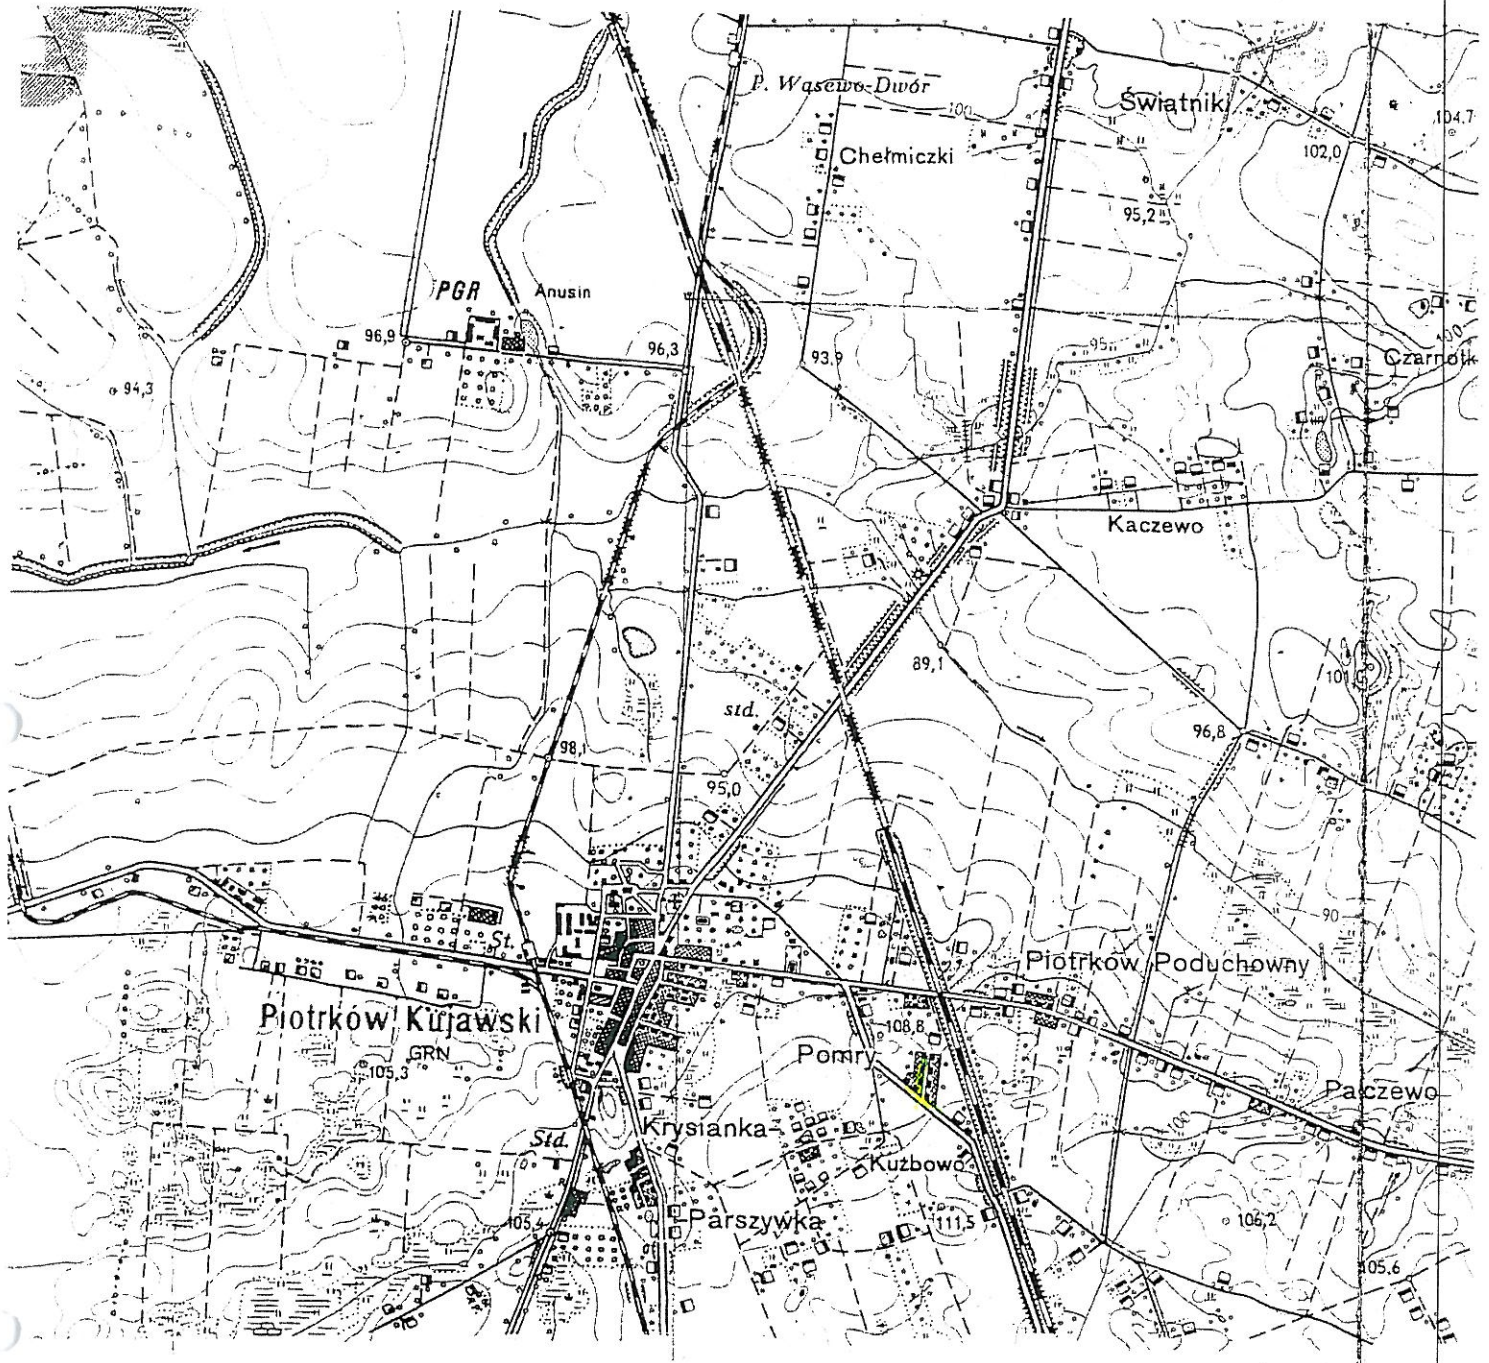 P. Wąsewo-Dwór
Świątniki
104.7
100
102,0
Chełmiczki
95,2
PGR
Anusin
96,9
96,3
93,9
95
100
94,3
Kaczewo
89,1
101,0
std.
96,8
98,1
95,0
90
St.
P
Piotrków Poduchowny
Piotrków Kujawski
108,8
GRN
105,3
Pomry
Palczewo
100
Krysianka
Std.
Kuźbowo
105,4
Parszywka
111,5
106,2
105.6